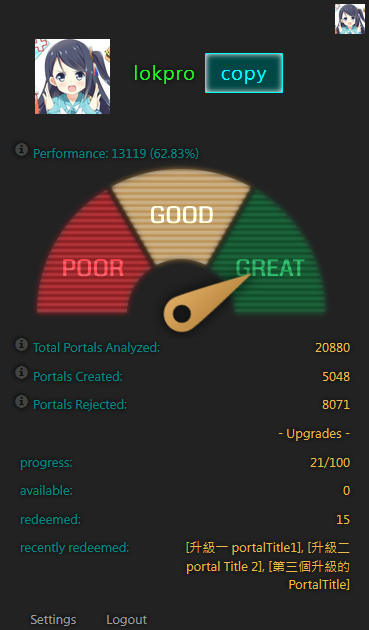 lokpro copy
Performance: 13119 (62.83%)
GOOD
POOR GREAT
Total Portals Analyzed: 20880
Portals Created: 5048
Portals Rejected: 8071
- Upgrades -
progress: 21/100
available: 0
redeemed: 15
recently redeemed: [升級一 portalTitle1], [升級二
portal Title 2], [第三個升級的
PortalTitle]
Settings Logout